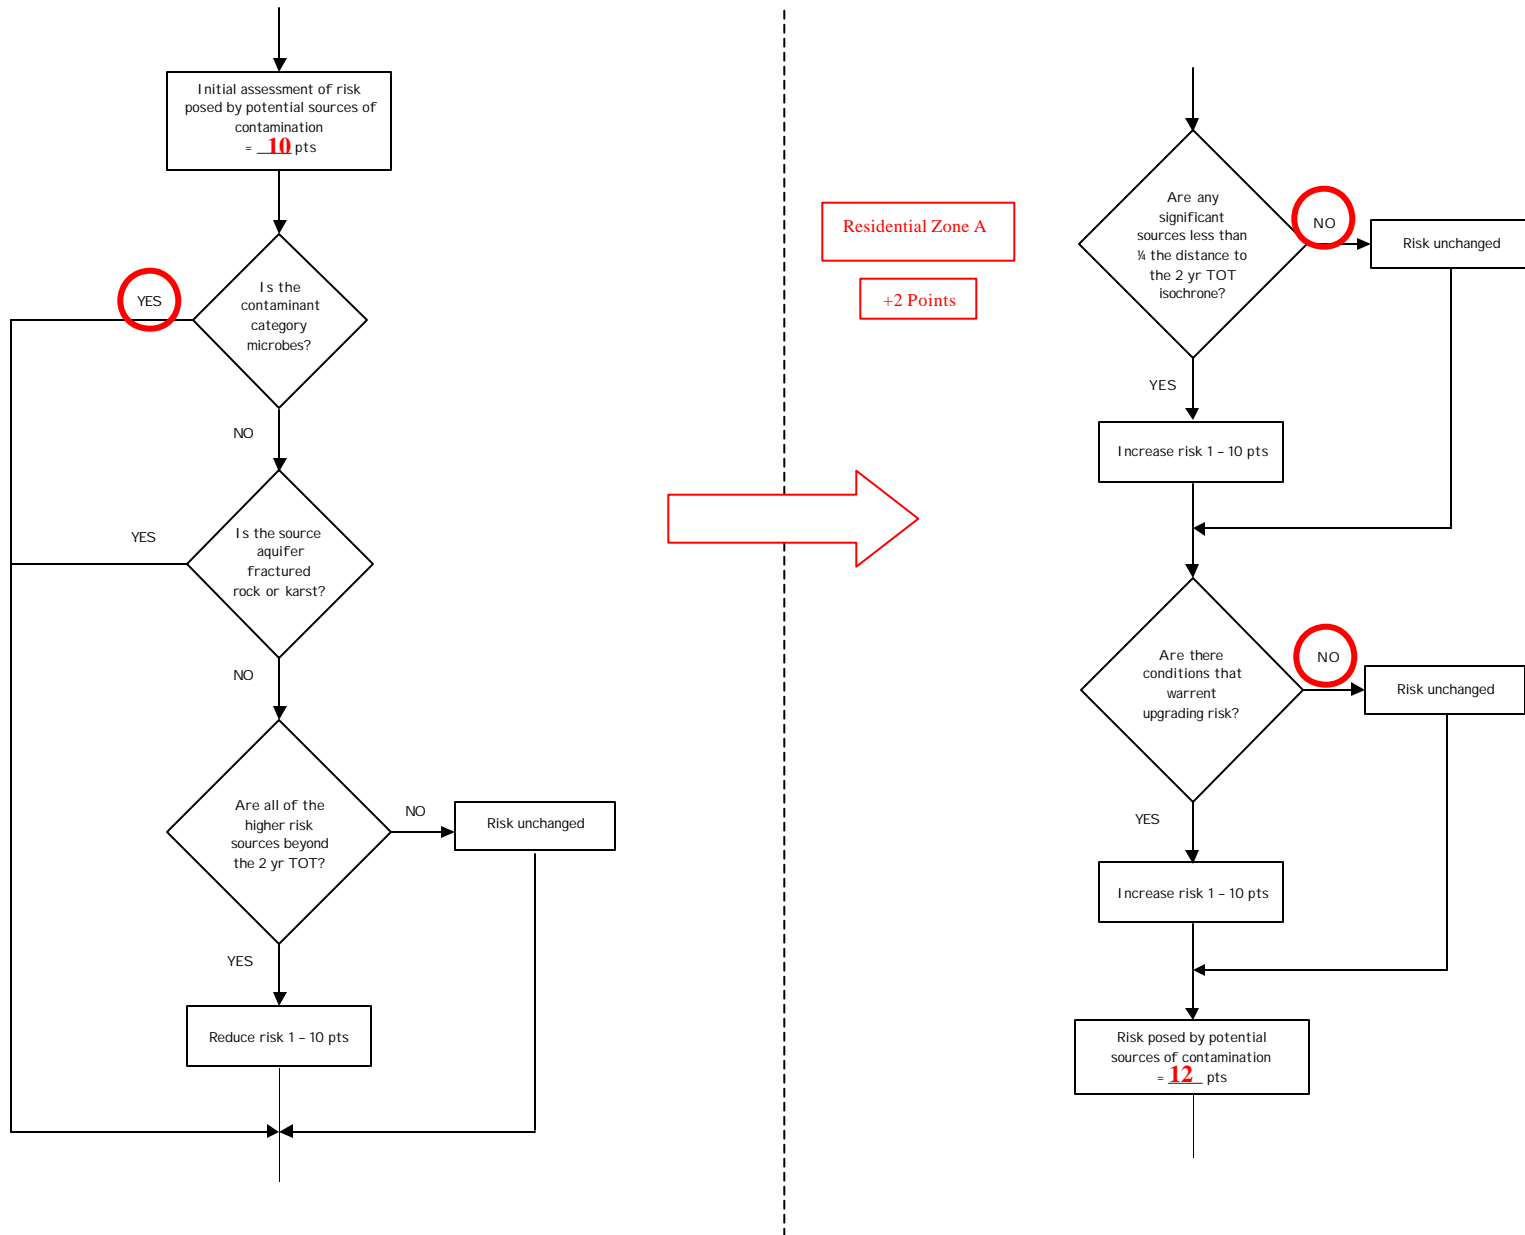 Initial assessment of risk
posed by potential sources of
contamination
= 10 pts
YES
Is the
contaminant
category
microbes?
NO
YES
Is the source
aquifer
fractured
rock or karst?
NO
Are all of the
higher risk
sources beyond
the 2 yr TOT?
NO
Risk unchanged
YES
Reduce risk 1 – 10 pts
Residential Zone A
+2 Points
Are any
significant
sources less than
¼ the distance to
the 2 yr TOT
isochrone?
NO
Risk unchanged
YES
Increase risk 1 – 10 pts
Are there
conditions that
warrent
upgrading risk?
NO
Risk unchanged
YES
Increase risk 1 – 10 pts
Risk posed by potential
sources of contamination
= 12 pts